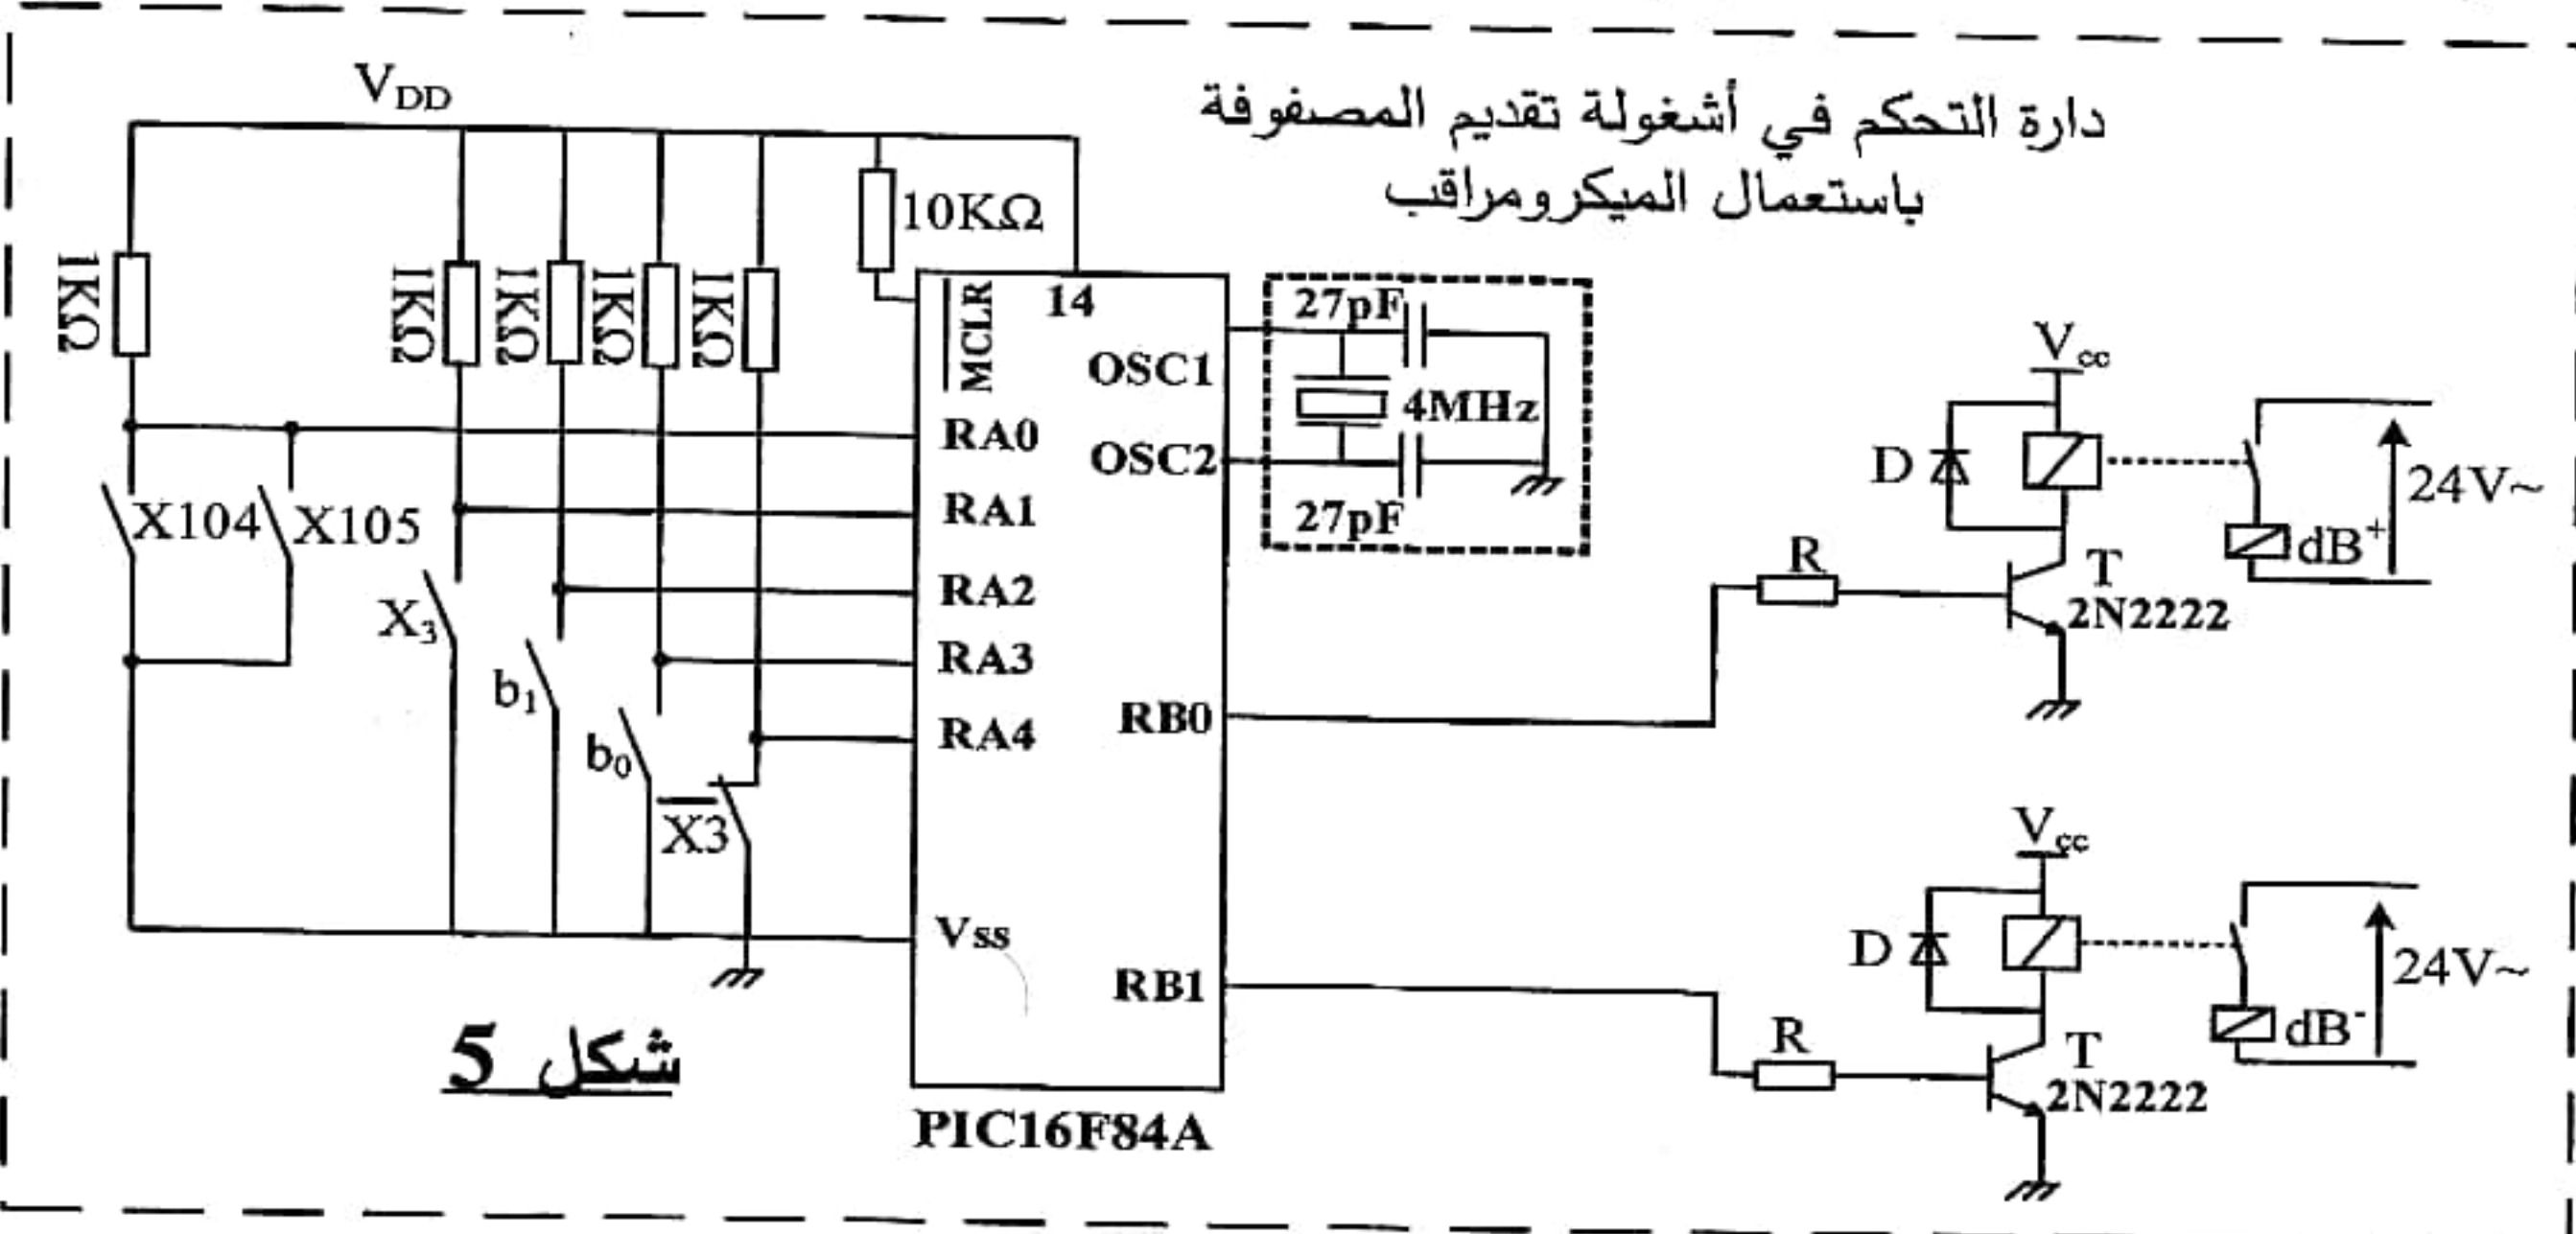 دارة التحكم في أشغولة تقديم المصفوفة
باستعمال الميكرومراقب
V_DD
10KΩ
1KΩ
1KΩ
1KΩ
1KΩ
1KΩ
MCLR
14
OSC1
OSC2
27pF
4MHz
27pF
RA0
RA1
RA2
RA3
RA4
X104
X105
X₃
b₁
b₀
X̅3̅
Vss
RB0
RB1
R
D
Vcc
T
2N2222
dB⁺
24V~
R
D
Vcc
T
2N2222
dB⁻
24V~
شكل 5
PIC16F84A